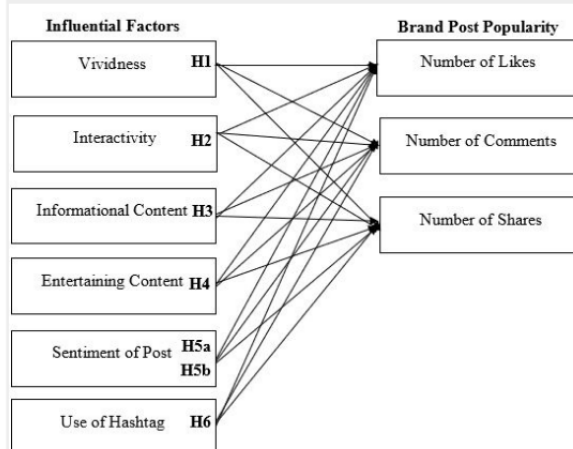 Influential Factors
Brand Post Popularity
Vividness H1
Number of Likes
Interactivity H2
Number of Comments
Informational Content H3
Number of Shares
Entertaining Content H4
Sentiment of Post H5a
H5b
Use of Hashtag H6